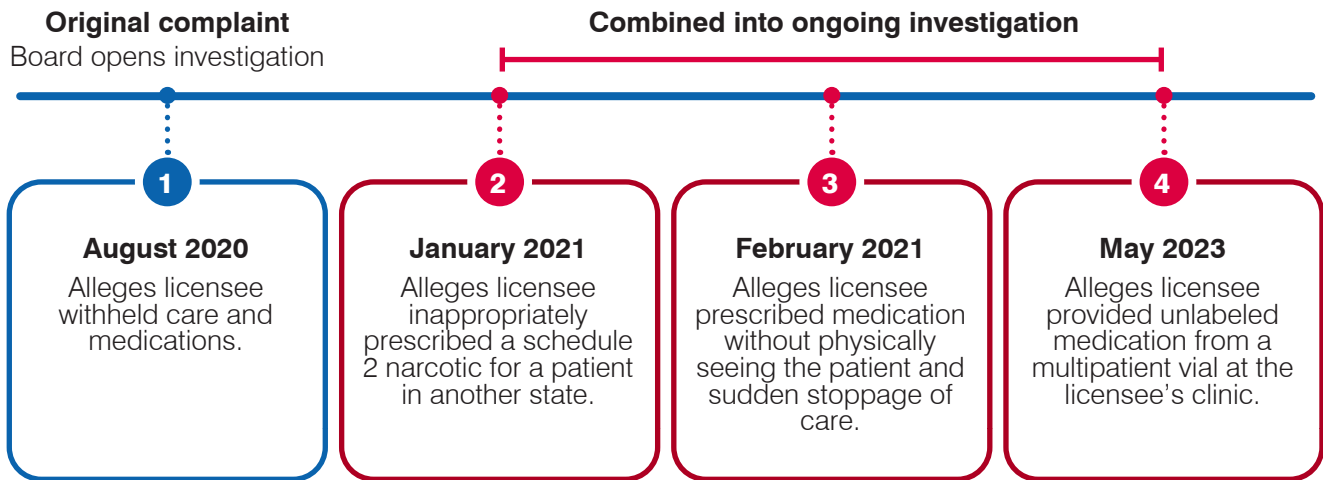 Original complaint
Board opens investigation
Combined into ongoing investigation
1
August 2020
Alleges licensee
withheld care and
medications.
2
January 2021
Alleges licensee
inappropriately
prescribed a schedule
2 narcotic for a patient
in another state.
3
February 2021
Alleges licensee
prescribed medication
without physically
seeing the patient and
sudden stoppage of
care.
4
May 2023
Alleges licensee
provided unlabeled
medication from a
multipatient vial at the
licensee’s clinic.